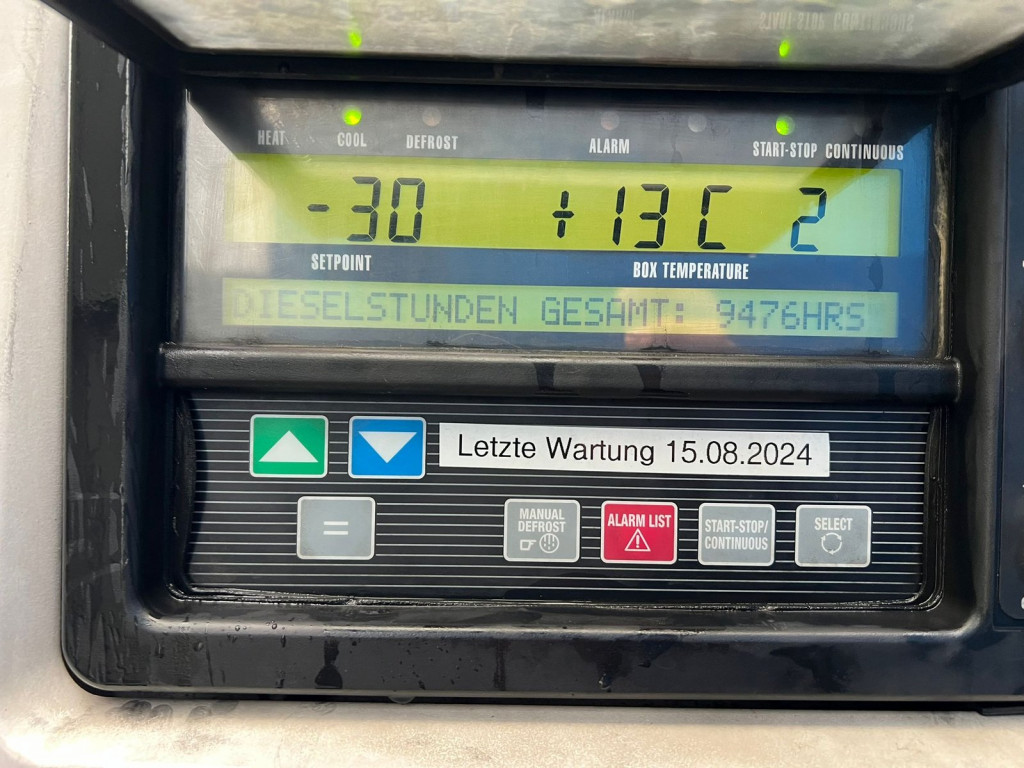 HEAT COOL DEFROST ALARM START-STOP CONTINUOUS
-30 +13C 2
SETPOINT BOX TEMPERATURE
DIESELSTUNDEN GESAMT: 9476HRS
Letzte Wartung 15.08.2024
=
MANUAL
DEFROST
ALARM LIST
START-STOP/
CONTINUOUS
SELECT